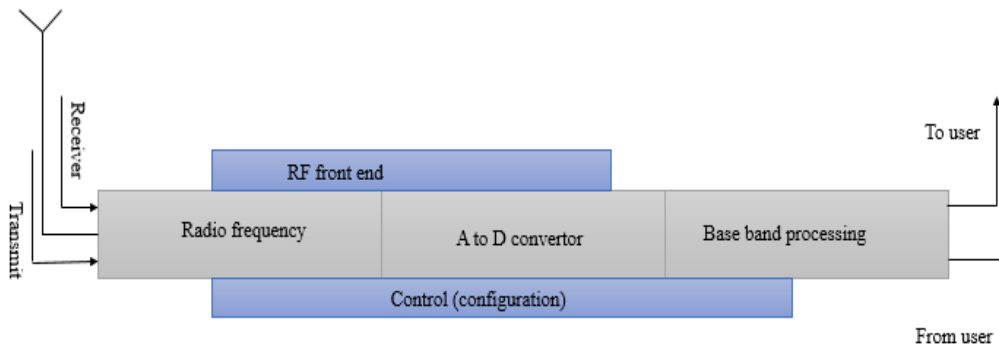 Receiver
Transmit
To user
RF front end
Radio frequency
A to D convertor
Base band processing
Control (configuration)
From user